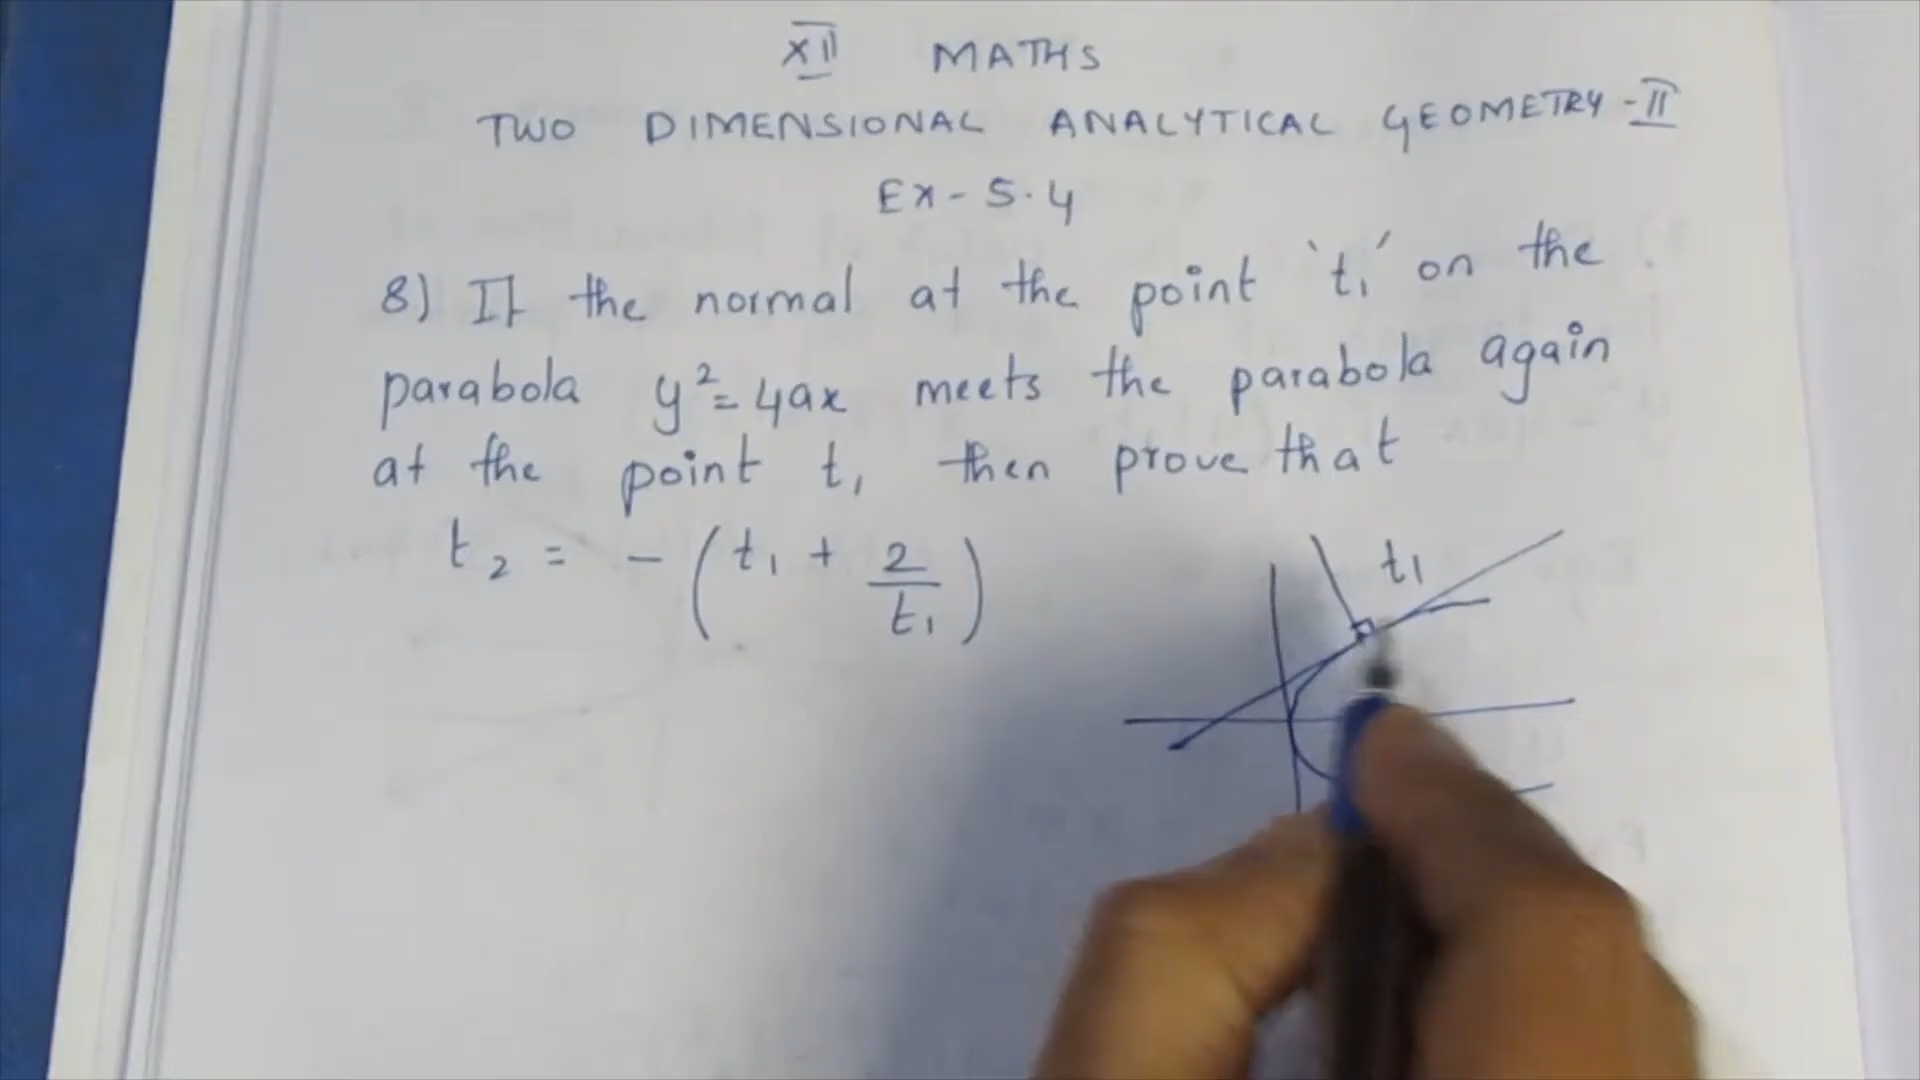 XII MATHS
TWO DIMENSIONAL ANALYTICAL GEOMETRY - II
Ex - 5.4
8) If the normal at the point 't₁' on the
parabola y² = 4ax meets the parabola again
at the point t₁ then prove that
t₂ = - (t₁ + 2/t₁)
t₁